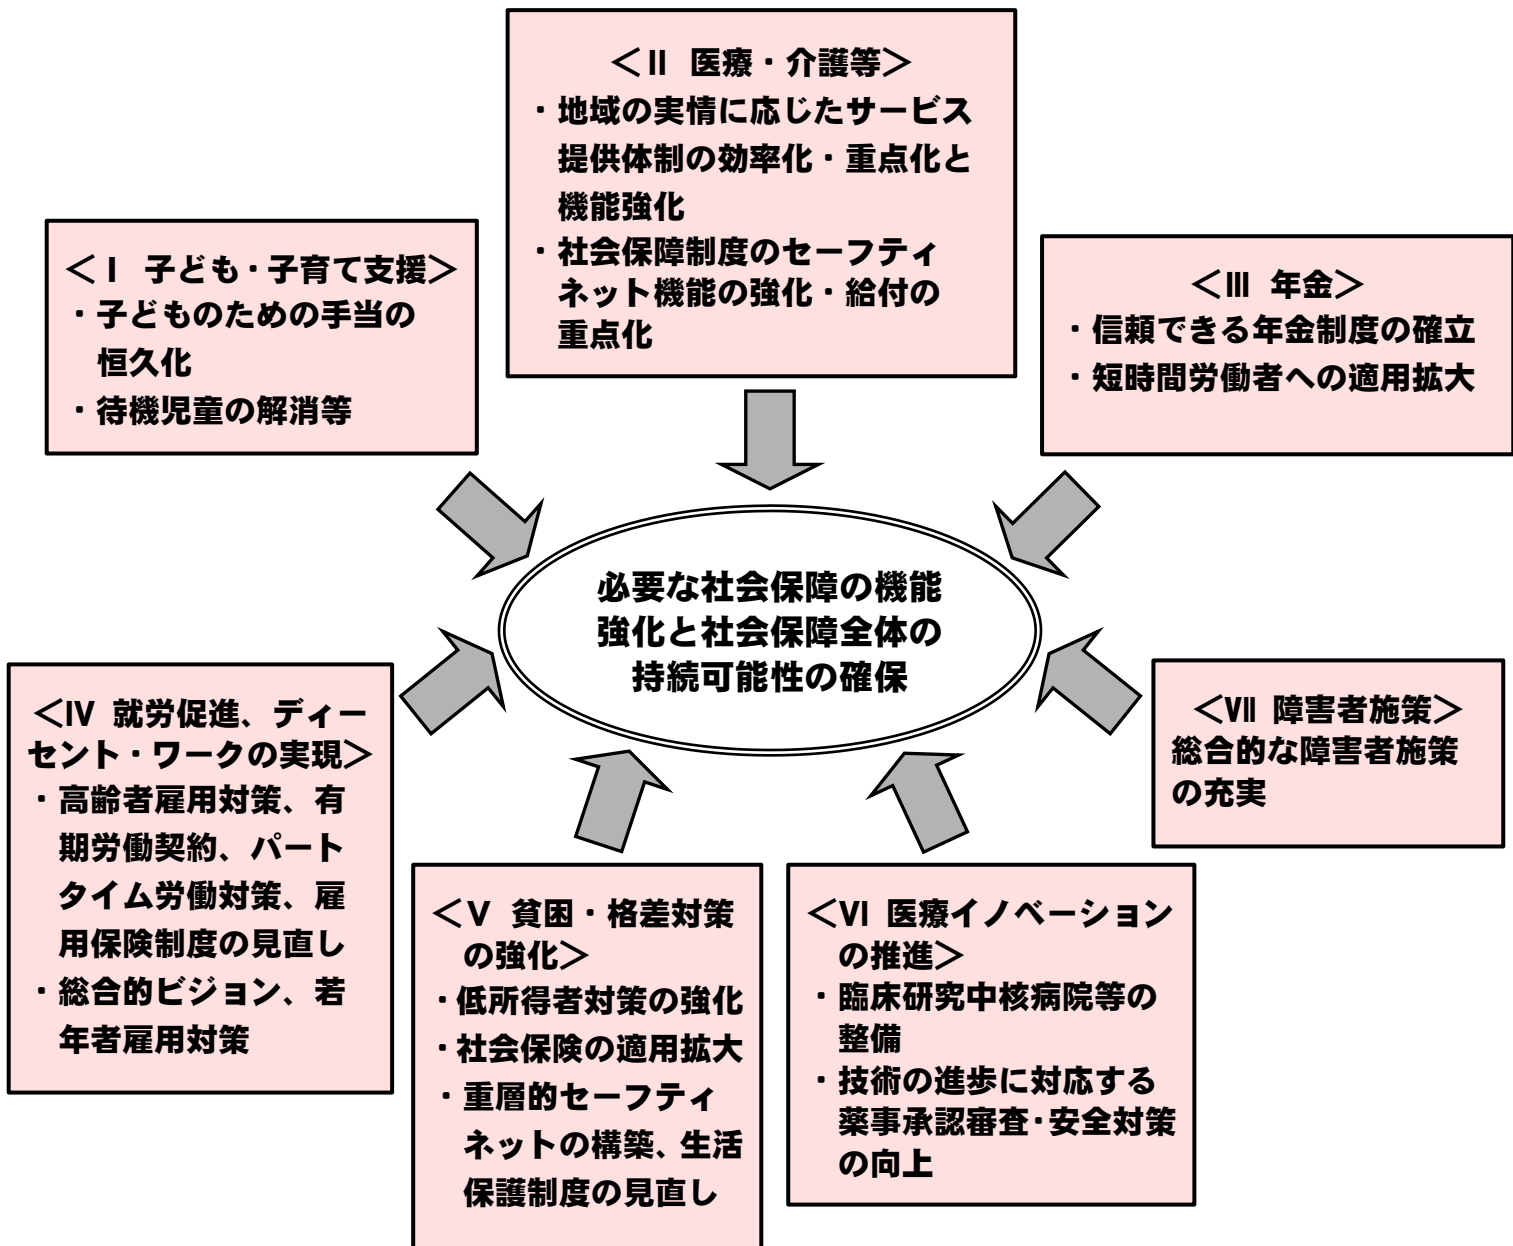 ＜Ⅱ 医療・介護等＞
・地域の実情に応じたサービス
提供体制の効率化・重点化と
機能強化
・社会保障制度のセーフティ
ネット機能の強化・給付の
重点化
＜Ⅰ 子ども・子育て支援＞
・子どものための手当の
恒久化
・待機児童の解消等
＜Ⅲ 年金＞
・信頼できる年金制度の確立
・短時間労働者への適用拡大
必要な社会保障の機能
強化と社会保障全体の
持続可能性の確保
＜Ⅳ 就労促進、ディー
セント・ワークの実現＞
・高齢者雇用対策、有
期労働契約、パート
タイム労働対策、雇
用保険制度の見直し
・総合的ビジョン、若
年者雇用対策
＜Ⅴ 貧困・格差対策
の強化＞
・低所得者対策の強化
・社会保険の適用拡大
・重層的セーフティ
ネットの構築、生活
保護制度の見直し
＜Ⅵ 医療イノベーション
の推進＞
・臨床研究中核病院等の
整備
・技術の進歩に対応する
薬事承認審査・安全対策
の向上
＜Ⅶ 障害者施策＞
総合的な障害者施策
の充実